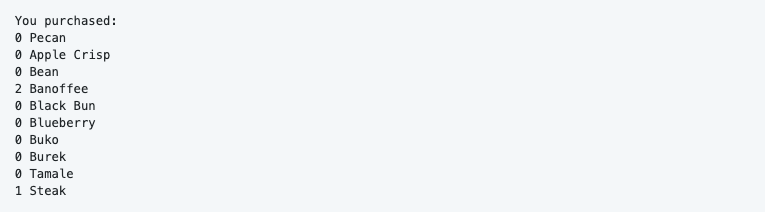 You purchased:
0 Pecan
0 Apple Crisp
0 Bean
2 Banoffee
0 Black Bun
0 Blueberry
0 Buko
0 Burek
0 Tamale
1 Steak